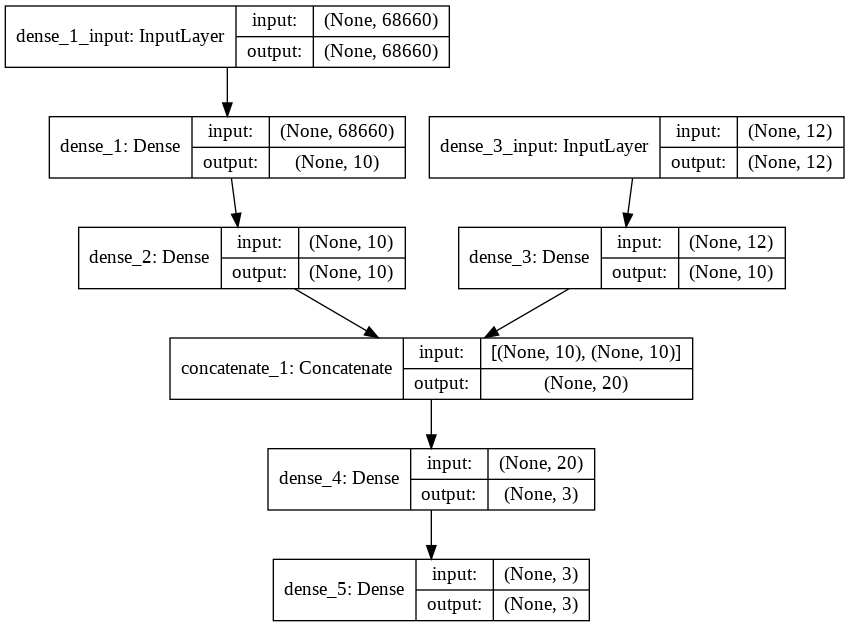 dense_1_input: InputLayer
input:
(None, 68660)
output:
(None, 68660)
dense_1: Dense
input:
(None, 68660)
output:
(None, 10)
dense_3_input: InputLayer
input:
(None, 12)
output:
(None, 12)
dense_2: Dense
input:
(None, 10)
output:
(None, 10)
dense_3: Dense
input:
(None, 12)
output:
(None, 10)
concatenate_1: Concatenate
input:
[(None, 10), (None, 10)]
output:
(None, 20)
dense_4: Dense
input:
(None, 20)
output:
(None, 3)
dense_5: Dense
input:
(None, 3)
output:
(None, 3)